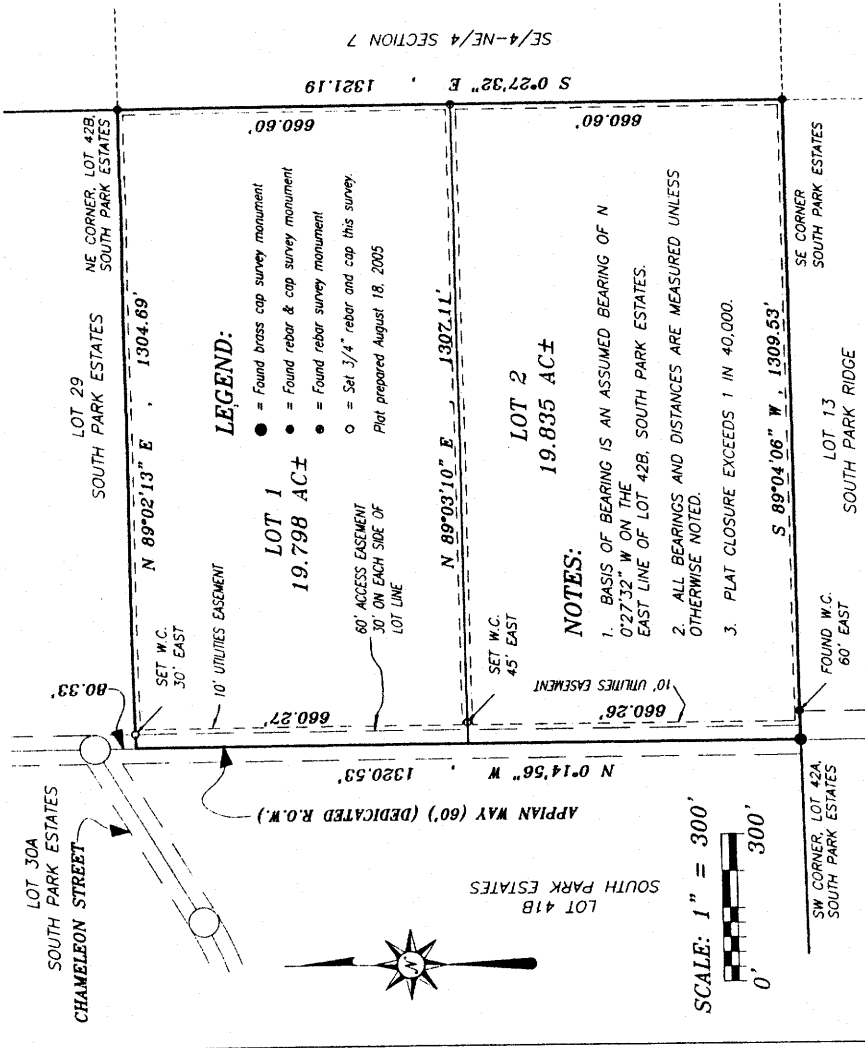 SE/4-NE/4 SECTION 7
S 0°27'32" E , 1321.19
NE CORNER, LOT 42B,
SOUTH PARK ESTATES
LOT 29
SOUTH PARK ESTATES
N 89°02'13" E , 1304.69'
660.60'
660.60'
LEGEND:
= Found brass cap survey monument
= Found rebar & cap survey monument
= Found rebar survey monument
= Set 3/4" rebar and cap this survey.
Plat prepared August 18, 2005
LOT 1
19.798 AC±
SET W.C.
30' EAST
10' UTILITIES EASEMENT
60' ACCESS EASEMENT
30' ON EACH SIDE OF
LOT LINE
80.33'
660.27'
N 89°03'10" E , 1307.11'
LOT 2
19.835 AC±
SET W.C.
45' EAST
NOTES:
1. BASIS OF BEARING IS AN ASSUMED BEARING OF N
0°27'32" W ON THE
EAST LINE OF LOT 42B, SOUTH PARK ESTATES.
2. ALL BEARINGS AND DISTANCES ARE MEASURED UNLESS
OTHERWISE NOTED.
3. PLAT CLOSURE EXCEEDS 1 IN 40,000.
10' UTILITIES EASEMENT
660.26'
S 89°04'06" W , 1309.53'
SE CORNER
SOUTH PARK ESTATES
LOT 13
SOUTH PARK RIDGE
FOUND W.C.
60' EAST
N 0°14'56" W , 1320.53'
APPIAN WAY (60') (DEDICATED R.O.W.)
LOT 30A
SOUTH PARK ESTATES
CHAMELEON STREET
LOT 41B
SOUTH PARK ESTATES
N
SCALE: 1" = 300'
0' 300'
SW CORNER, LOT 42A,
SOUTH PARK ESTATES